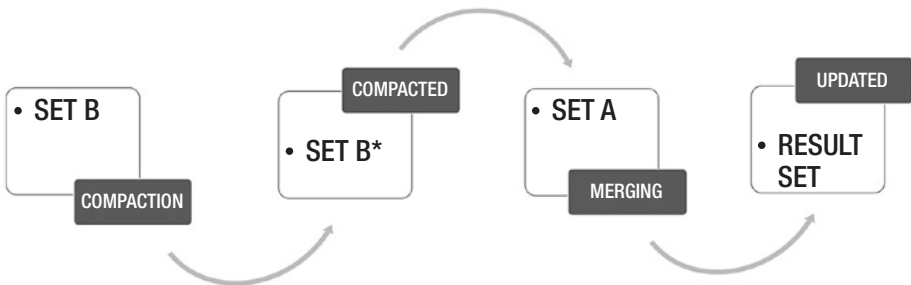 • SET B
COMPACTION
COMPACTED
• SET B*
• SET A
MERGING
UPDATED
• RESULT
SET